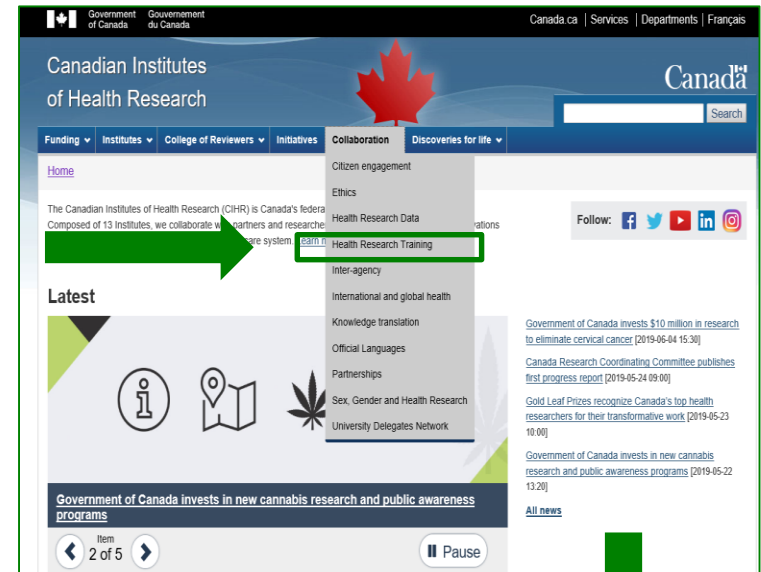 Government of Canada Gouvernement du Canada
Canada.ca | Services | Departments | Français
Canadian Institutes
of Health Research
Canada
Search
Funding Institutes College of Reviewers Initiatives Collaboration Discoveries for life
Home
Citizen engagement
Ethics
Health Research Data
Health Research Training
Inter-agency
International and global health
Knowledge translation
Official Languages
Partnerships
Sex, Gender and Health Research
University Delegates Network
The Canadian Institutes of Health Research (CIHR) is Canada's federa
Composed of 13 Institutes, we collaborate partners and researche
system. Learn
Follow:
Latest
Government of Canada invests in new cannabis research and public awareness
programs
Item
2 of 5
Pause
Government of Canada invests $10 million in research
to eliminate cervical cancer [2019-06-04 15:30]
Canada Research Coordinating Committee publishes
first progress report [2019-05-24 09:00]
Gold Leaf Prizes recognize Canada's top health
researchers for their transformative work [2019-05-23
10:00]
Government of Canada invests in new cannabis
research and public awareness programs [2019-05-22
13:20]
All news